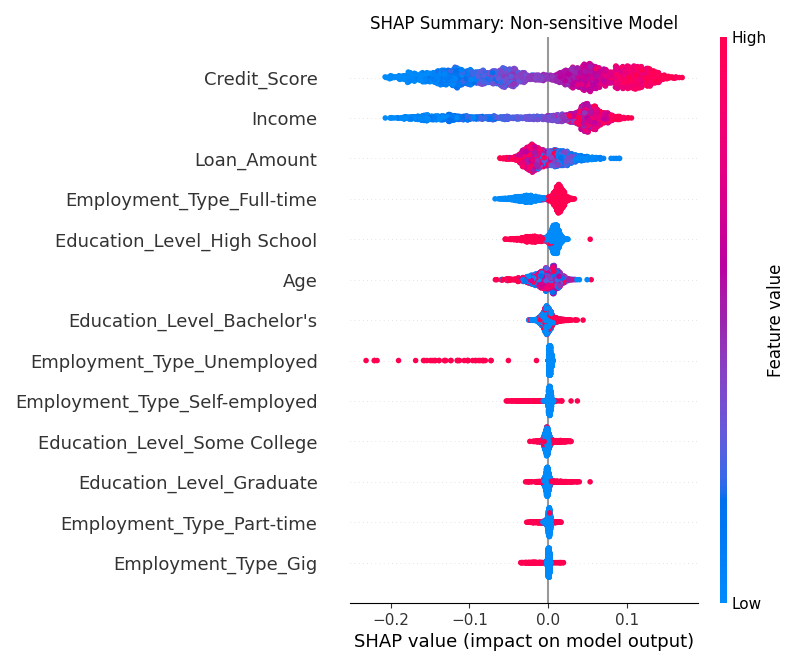 SHAP Summary: Non-sensitive Model
High
Credit_Score
Income
Loan_Amount
Employment_Type_Full-time
Education_Level_High School
Age
Education_Level_Bachelor's
Employment_Type_Unemployed
Employment_Type_Self-employed
Education_Level_Some College
Education_Level_Graduate
Employment_Type_Part-time
Employment_Type_Gig
Feature value
Low
−0.2 −0.1 0.0 0.1
SHAP value (impact on model output)